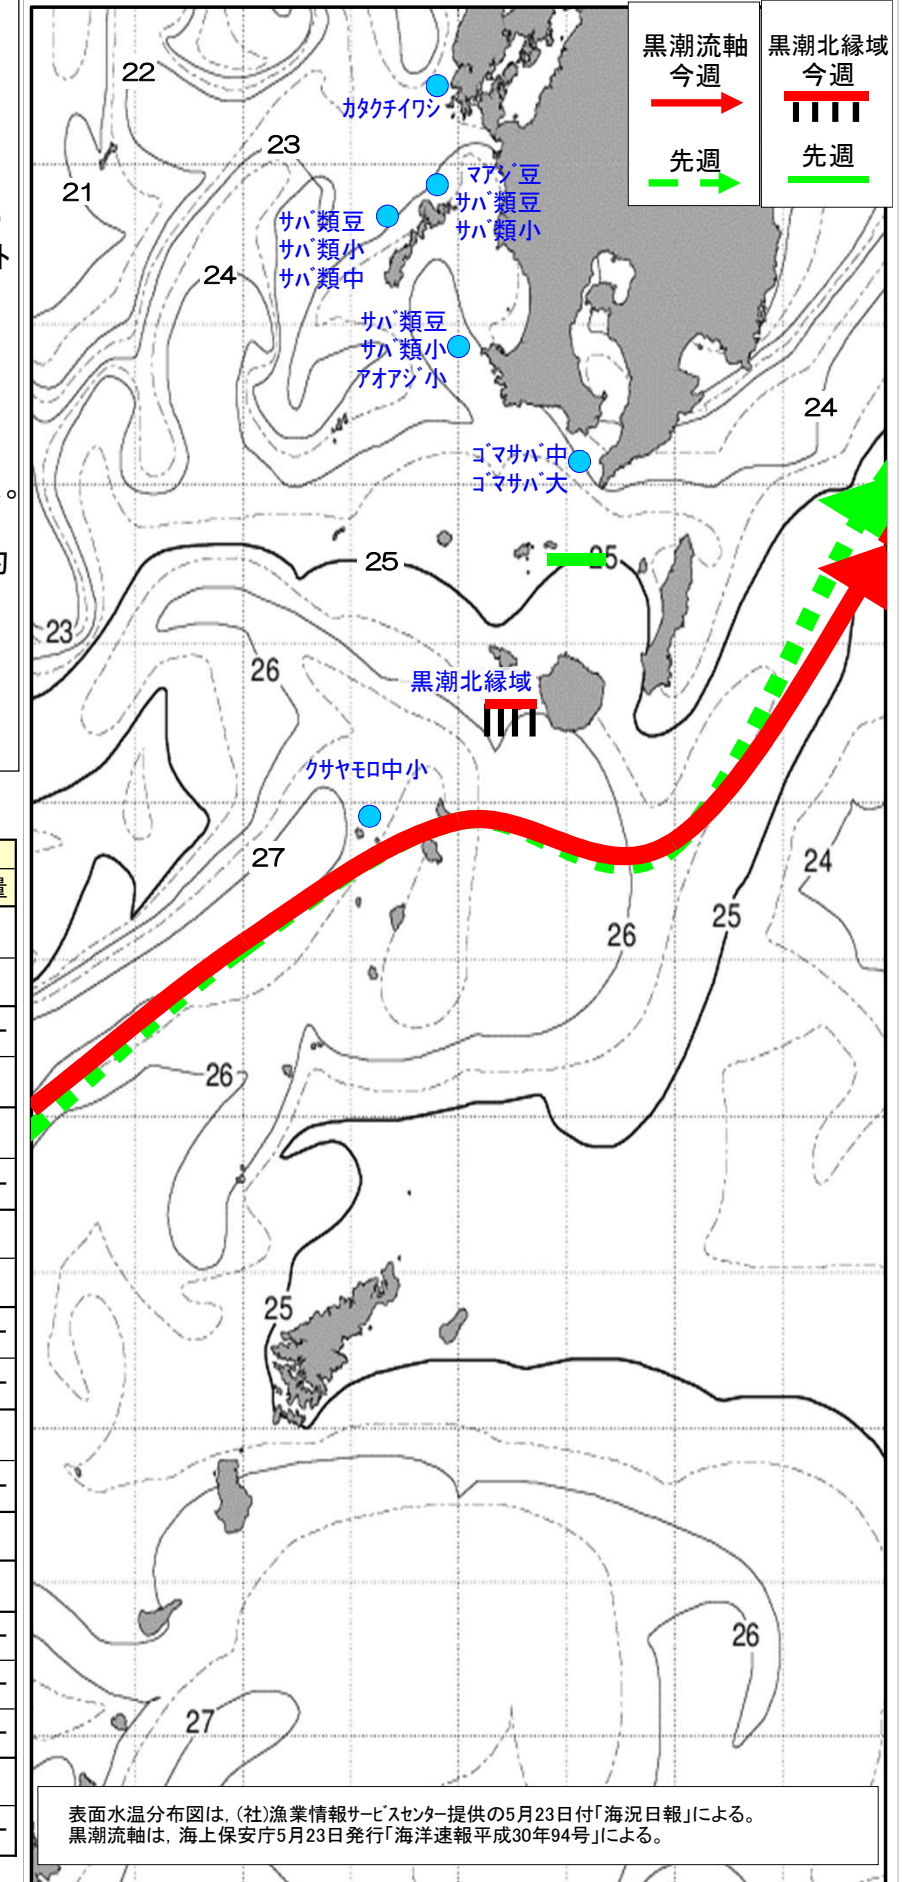 黒潮流軸
今週
先週
黒潮北縁域
今週
先週
22
ｶﾀｸﾁｲﾜｼ
23
21
ﾏｱｼﾞ豆
ｻﾊﾞ類豆
ｻﾊﾞ類小
ｻﾊﾞ類豆
ｻﾊﾞ類小
ｻﾊﾞ類中
24
ｻﾊﾞ類豆
ｻﾊﾞ類小
ｱｵｱｼﾞ小
24
ｺﾞﾏｻﾊﾞ中
ｺﾞﾏｻﾊﾞ大
。
25
25
23
26
黒潮北縁域
ｸｻﾔﾓﾛ中小
27
24
量
25
26
26
25
26
27
表面水温分布図は, (社)漁業情報ｻｰﾋﾞｽｾﾝﾀｰ提供の5月23日付「海況日報」による。
黒潮流軸は, 海上保安庁5月23日発行「海洋速報平成30年94号」による。